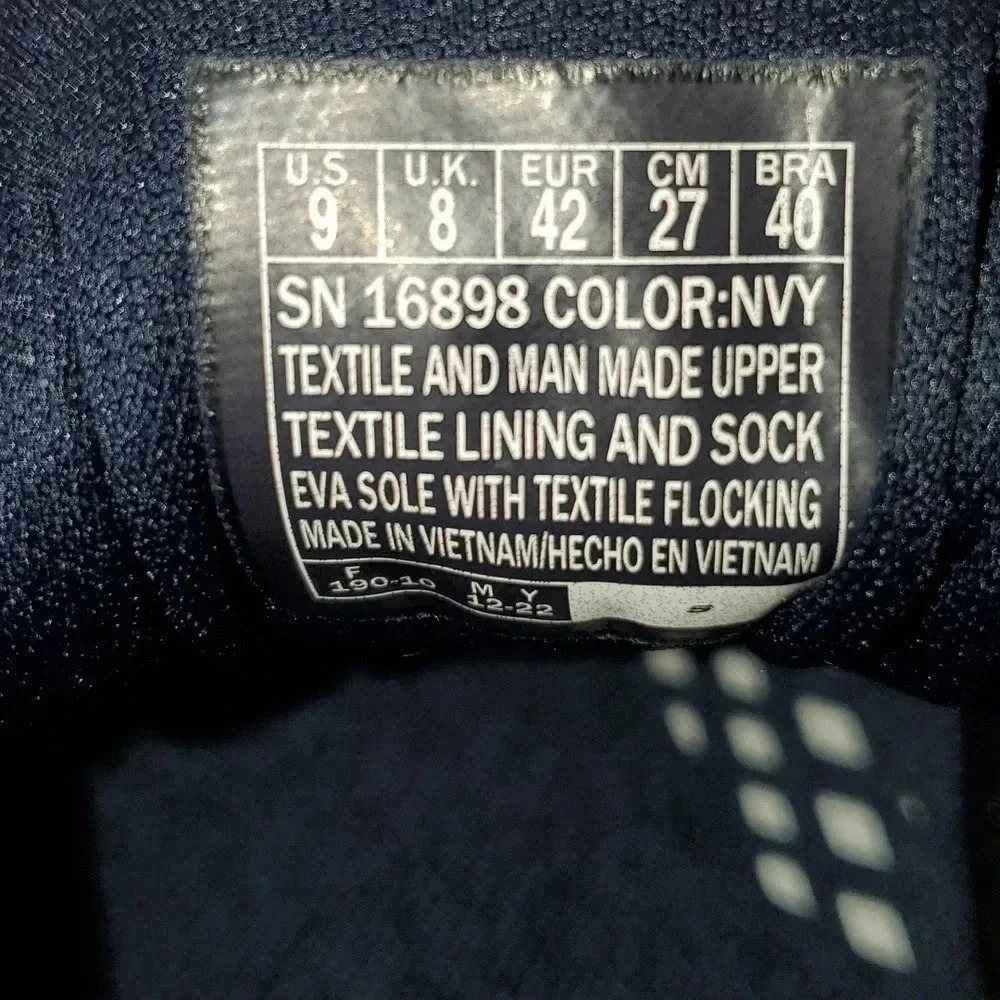 U.S. U.K. EUR CM BRA
9 8 42 27 40
SN 16898 COLOR:NVY
TEXTILE AND MAN MADE UPPER
TEXTILE LINING AND SOCK
EVA SOLE WITH TEXTILE FLOCKING
MADE IN VIETNAM/HECHO EN VIETNAM
F M Y
190-10 12-22